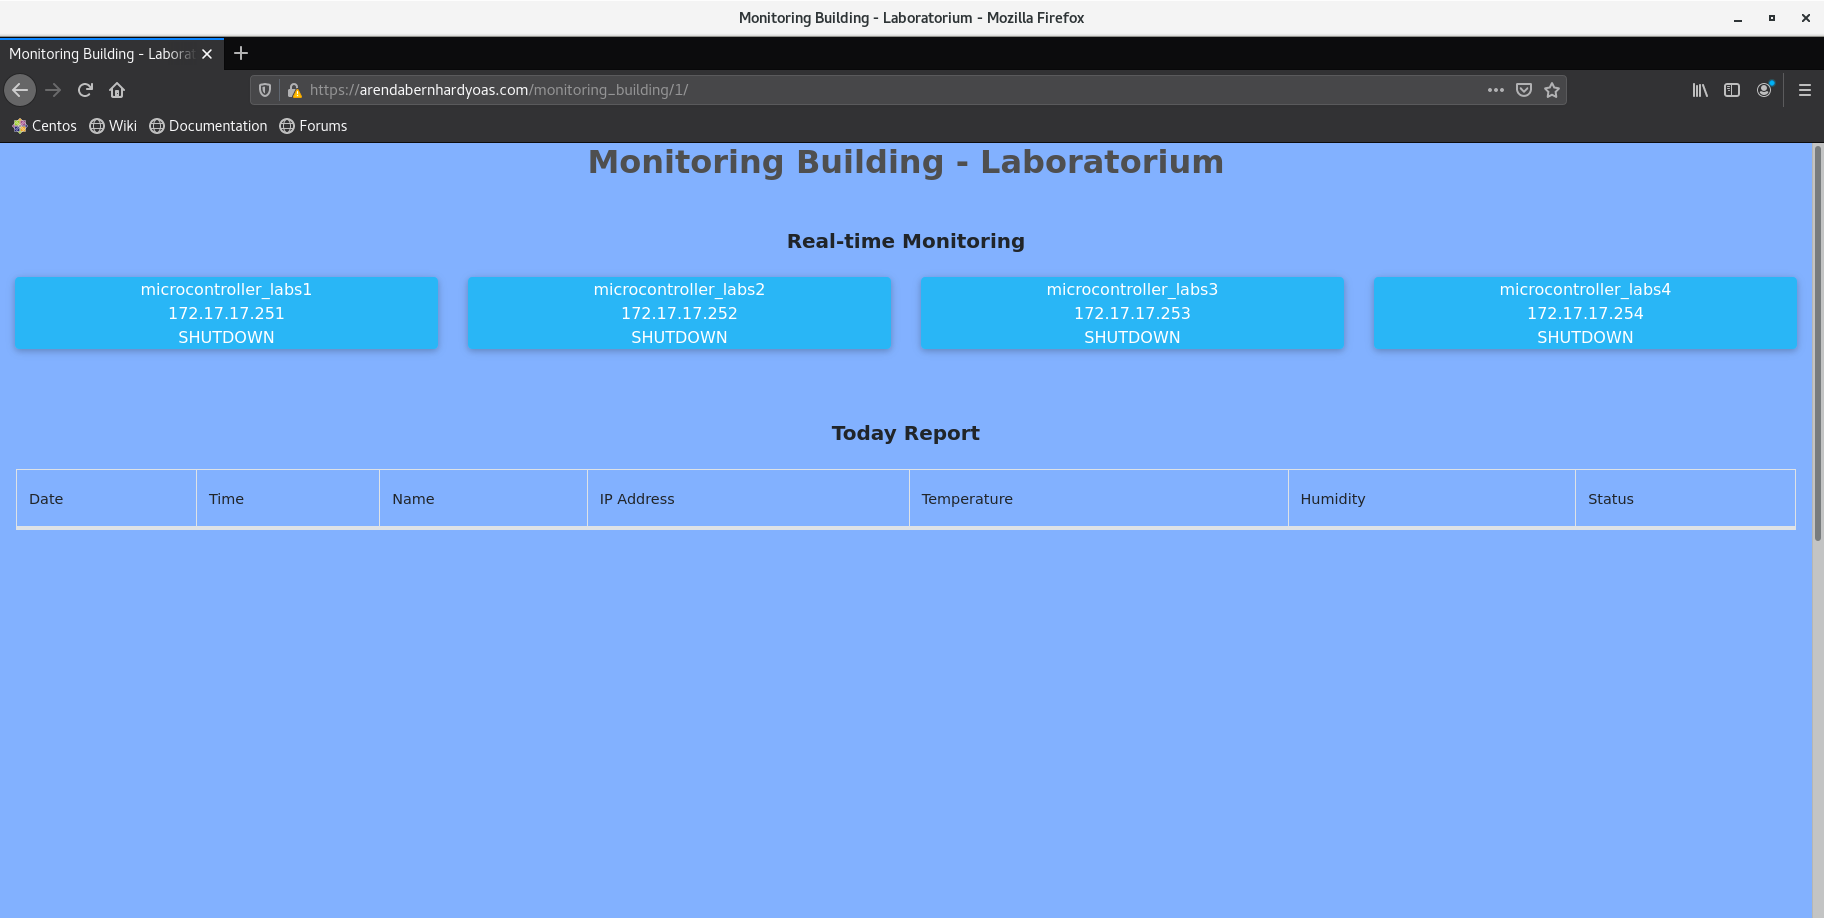 Monitoring Building - Laboratorium - Mozilla Firefox
Monitoring Building - Laborat
https://arendabernhardyoas.com/monitoring_building/1/
Centos Wiki Documentation Forums
Monitoring Building - Laboratorium
Real-time Monitoring
microcontroller_labs1
172.17.17.251
SHUTDOWN
microcontroller_labs2
172.17.17.252
SHUTDOWN
microcontroller_labs3
172.17.17.253
SHUTDOWN
microcontroller_labs4
172.17.17.254
SHUTDOWN
Today Report
Date Time Name IP Address Temperature Humidity Status